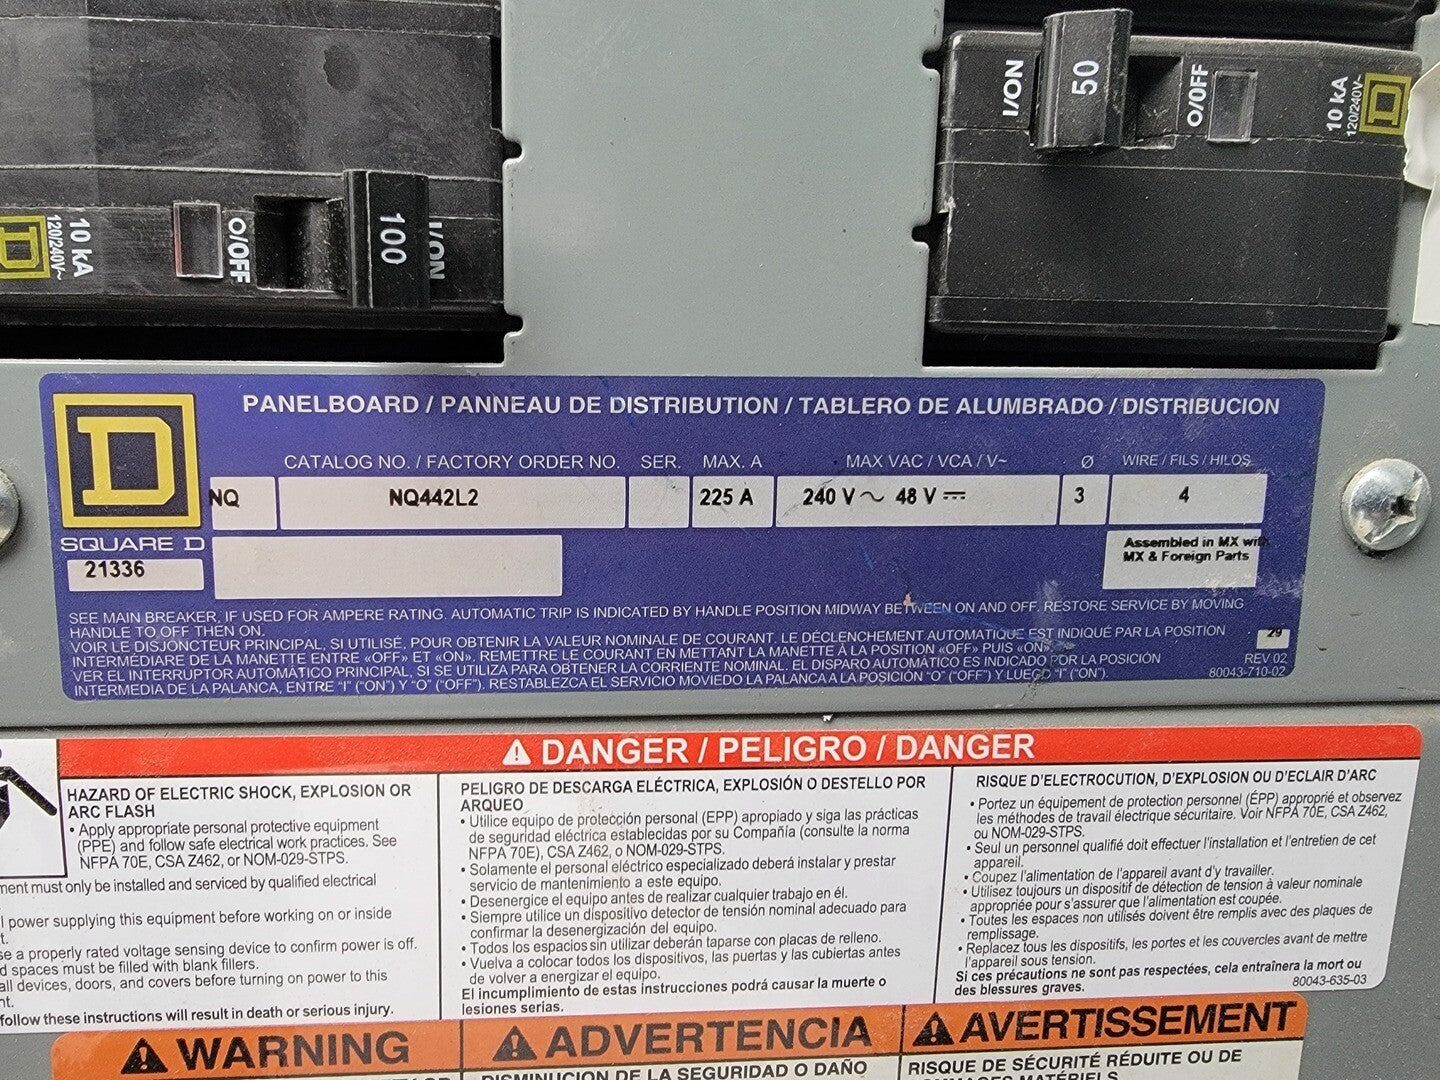 I/ON
50
O/OFF
10 kA
120/240V~
D
D
10 kA
120/240V~
O/OFF
100
I/ON
D
SQUARE D
21336
PANELBOARD / PANNEAU DE DISTRIBUTION / TABLERO DE ALUMBRADO / DISTRIBUCION
CATALOG NO. / FACTORY ORDER NO. SER. MAX. A MAX VAC / VCA / V~ Ø WIRE / FILS / HILOS
NQ NQ442L2 225 A 240 V ~ 48 V ⎓ 3 4
Assembled in MX with
MX & Foreign Parts
SEE MAIN BREAKER, IF USED FOR AMPERE RATING. AUTOMATIC TRIP IS INDICATED BY HANDLE POSITION MIDWAY BETWEEN ON AND OFF. RESTORE SERVICE BY MOVING
HANDLE TO OFF THEN ON.
VOIR LE DISJONCTEUR PRINCIPAL, SI UTILISÉ, POUR OBTENIR LA VALEUR NOMINALE DE COURANT. LE DÉCLENCHEMENT AUTOMATIQUE EST INDIQUÉ PAR LA POSITION
INTERMÉDIAIRE DE LA MANETTE ENTRE «OFF» ET «ON». REMETTRE LE COURANT EN METTANT LA MANETTE À LA POSITION «OFF» PUIS «ON».
VER EL INTERRUPTOR AUTOMÁTICO PRINCIPAL, SI SE UTILIZA PARA OBTENER LA CORRIENTE NOMINAL. EL DISPARO AUTOMÁTICO ES INDICADO POR LA POSICIÓN
INTERMEDIA DE LA PALANCA, ENTRE "I" ("ON") Y "O" ("OFF"). RESTABLEZCA EL SERVICIO MOVIEDO LA PALANCA A LA POSICIÓN "O" ("OFF") Y LUEGO "I" ("ON").
29
REV 02
80043-710-02
DANGER / PELIGRO / DANGER
HAZARD OF ELECTRIC SHOCK, EXPLOSION OR
ARC FLASH
• Apply appropriate personal protective equipment
(PPE) and follow safe electrical work practices. See
NFPA 70E, CSA Z462, or NOM-029-STPS.
must only be installed and serviced by qualified electrical
power supplying this equipment before working on or inside
a properly rated voltage sensing device to confirm power is off.
spaces must be filled with blank fillers.
all devices, doors, and covers before turning on power to this
follow these instructions will result in death or serious injury.
PELIGRO DE DESCARGA ELÉCTRICA, EXPLOSIÓN O DESTELLO POR
ARQUEO
• Utilice equipo de protección personal (EPP) apropiado y siga las prácticas
de seguridad eléctrica establecidas por su Compañía (consulte la norma
NFPA 70E), CSA Z462, o NOM-029-STPS.
• Solamente el personal eléctrico especializado deberá instalar y prestar
servicio de mantenimiento a este equipo.
• Desenergice el equipo antes de realizar cualquier trabajo en él.
• Siempre utilice un dispositivo detector de tensión nominal adecuado para
confirmar la desenergización del equipo.
• Todos los espacios sin utilizar deberán taparse con placas de relleno.
• Vuelva a colocar todos los dispositivos, las puertas y las cubiertas antes
de volver a energizar el equipo.
El incumplimiento de estas instrucciones podrá causar la muerte o
lesiones serias.
RISQUE D'ELECTROCUTION, D'EXPLOSION OU D'ECLAIR D'ARC
• Portez un équipement de protection personnel (ÉPP) approprié et observez
les méthodes de travail électrique sécuritaire. Voir NFPA 70E, CSA Z462,
ou NOM-029-STPS.
• Seul un personnel qualifié doit effectuer l'installation et l'entretien de cet
appareil.
• Coupez l'alimentation de l'appareil avant d'y travailler.
• Utilisez toujours un dispositif de détection de tension à valeur nominale
appropriée pour s'assurer que l'alimentation est coupée.
• Toutes les espaces non utilisés doivent être remplis avec des plaques de
remplissage.
• Replacez tous les dispositifs, les portes et les couvercles avant de mettre
l'appareil sous tension.
Si ces précautions ne sont pas respectées, cela entraînera la mort ou
des blessures graves.
80043-635-03
WARNING
ADVERTENCIA
DISMINUCION DE LA SEGURIDAD O DAÑO
AVERTISSEMENT
RISQUE DE SÉCURITÉ RÉDUITE OU DE
MATÉRIELS